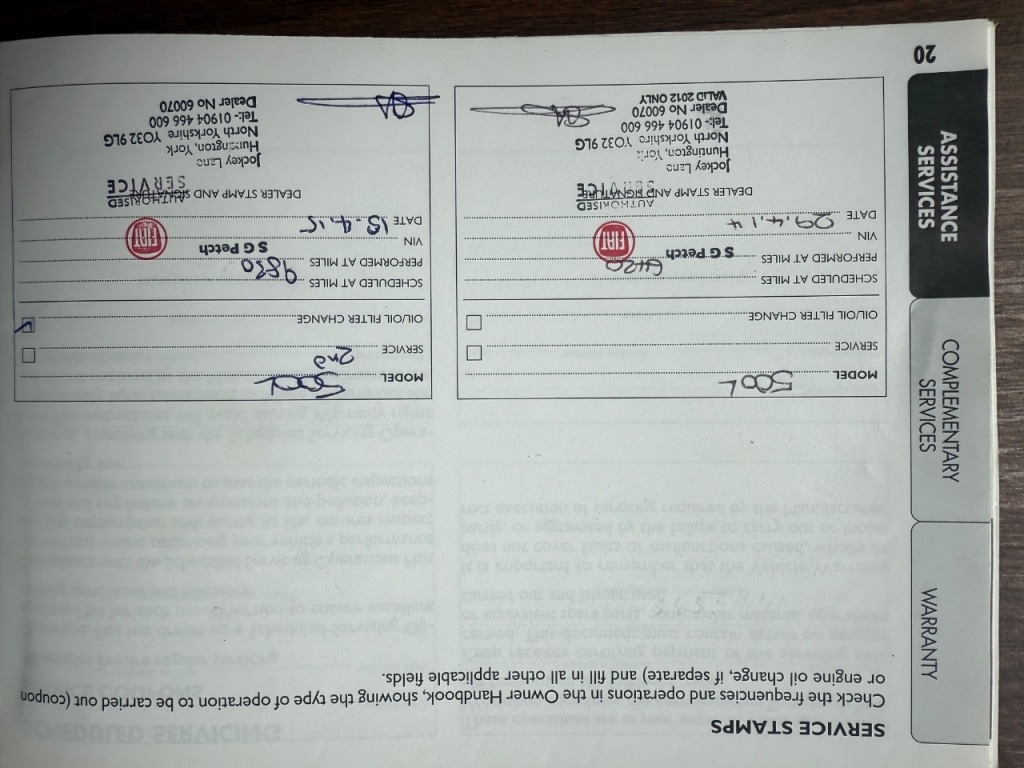 SERVICE STAMPS
Check the frequencies and operations in the Owner Handbook, showing the type of operation to be carried out (coupon
or engine oil change, if separate) and fill in all other applicable fields.
MODEL 500L
SERVICE
OIL/OIL FILTER CHANGE
SCHEDULED AT MILES
PERFORMED AT MILES 6420
S G Petch
VIN
FIAT
DATE 29.4.14
AUTHORISED
DEALER STAMP AND SIGNATURE
SERVICE
Jockey Lane
Huntington, York
North Yorkshire YO32 9LG
Tel:- 01904 466 600
Dealer No 60070
VALID 2012 ONLY
MODEL 500L
SERVICE 2nd
OIL/OIL FILTER CHANGE
SCHEDULED AT MILES
PERFORMED AT MILES 9830
S G Petch
VIN
FIAT
DATE 15.4.15
AUTHORISED
DEALER STAMP AND SIGNATURE
SERVICE
Jockey Lane
Huntington, York
North Yorkshire YO32 9LG
Tel:- 01904 466 600
Dealer No 60070
WARRANTY
COMPLEMENTARY
SERVICES
ASSISTANCE
SERVICES
20